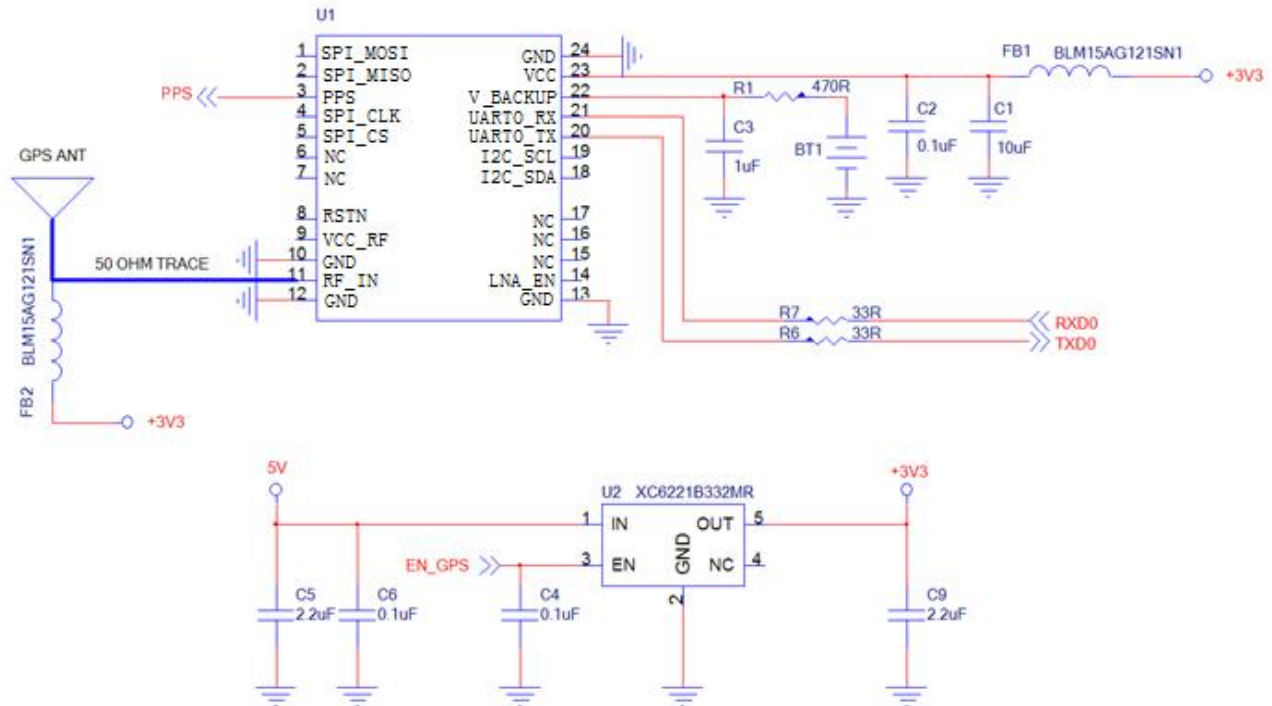 U1
1 SPI_MOSI
2 SPI_MISO
PPS 3 PPS
4 SPI_CLK
5 SPI_CS
6 NC
7 NC
8 RSTN
9 VCC_RF
10 GND
11 RF_IN
12 GND
GND 24
VCC 23
V_BACKUP 22
UARTO_RX 21
UARTO_TX 20
I2C_SCL 19
I2C_SDA 18
NC 17
NC 16
NC 15
LNA_EN 14
GND 13
GPS ANT
50 OHM TRACE
FB2 BLM15AG121SN1
+3V3
FB1 BLM15AG121SN1
+3V3
R1 470R
C3
1uF
BT1
C2
0.1uF
C1
10uF
R7 33R RXD0
R6 33R TXD0
5V
+3V3
U2 XC6221B332MR
1 IN OUT 5
EN_GPS 3 EN GND NC 4
2
C5
2.2uF
C6
0.1uF
C4
0.1uF
C9
2.2uF